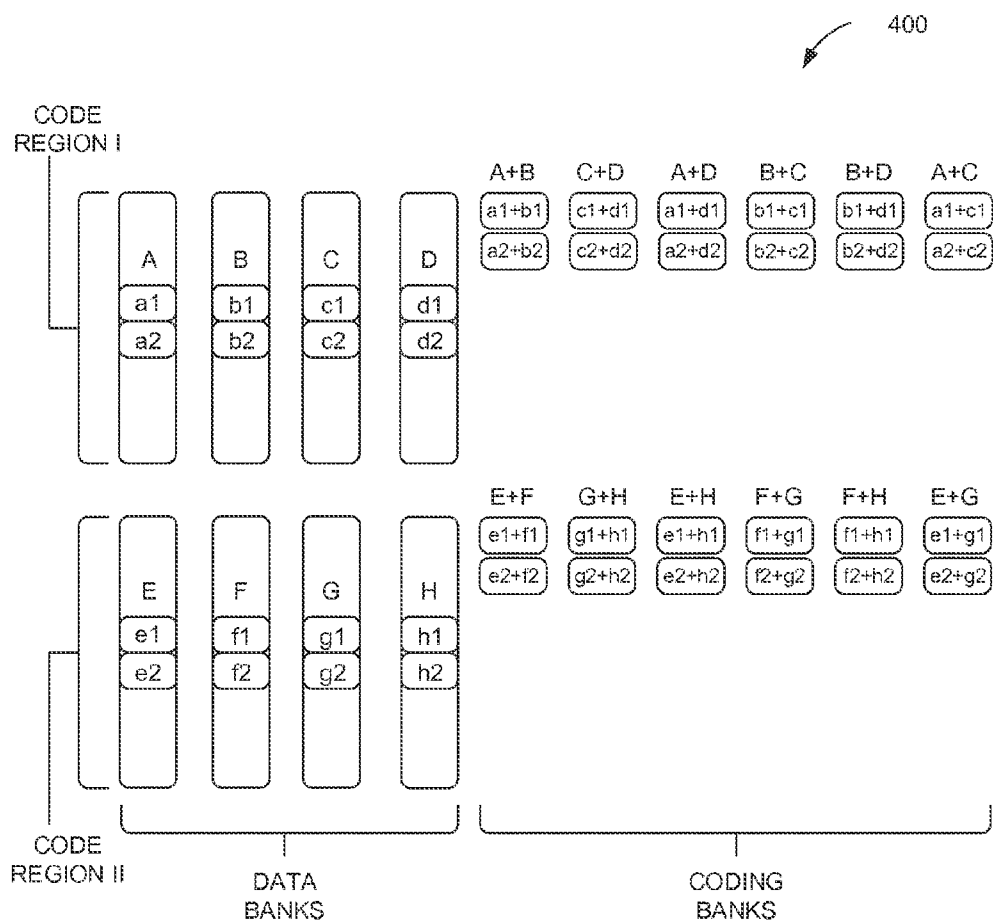 400
CODE
REGION I
A+B C+D A+D B+C B+D A+C
a1+b1 c1+d1 a1+d1 b1+c1 b1+d1 a1+c1
a2+b2 c2+d2 a2+d2 b2+c2 b2+d2 a2+c2
A B C D
a1 b1 c1 d1
a2 b2 c2 d2
E+F G+H E+H F+G F+H E+G
e1+f1 g1+h1 e1+h1 f1+g1 f1+h1 e1+g1
e2+f2 g2+h2 e2+h2 f2+g2 f2+h2 e2+g2
E F G H
e1 f1 g1 h1
e2 f2 g2 h2
CODE
REGION II
DATA
BANKS
CODING
BANKS